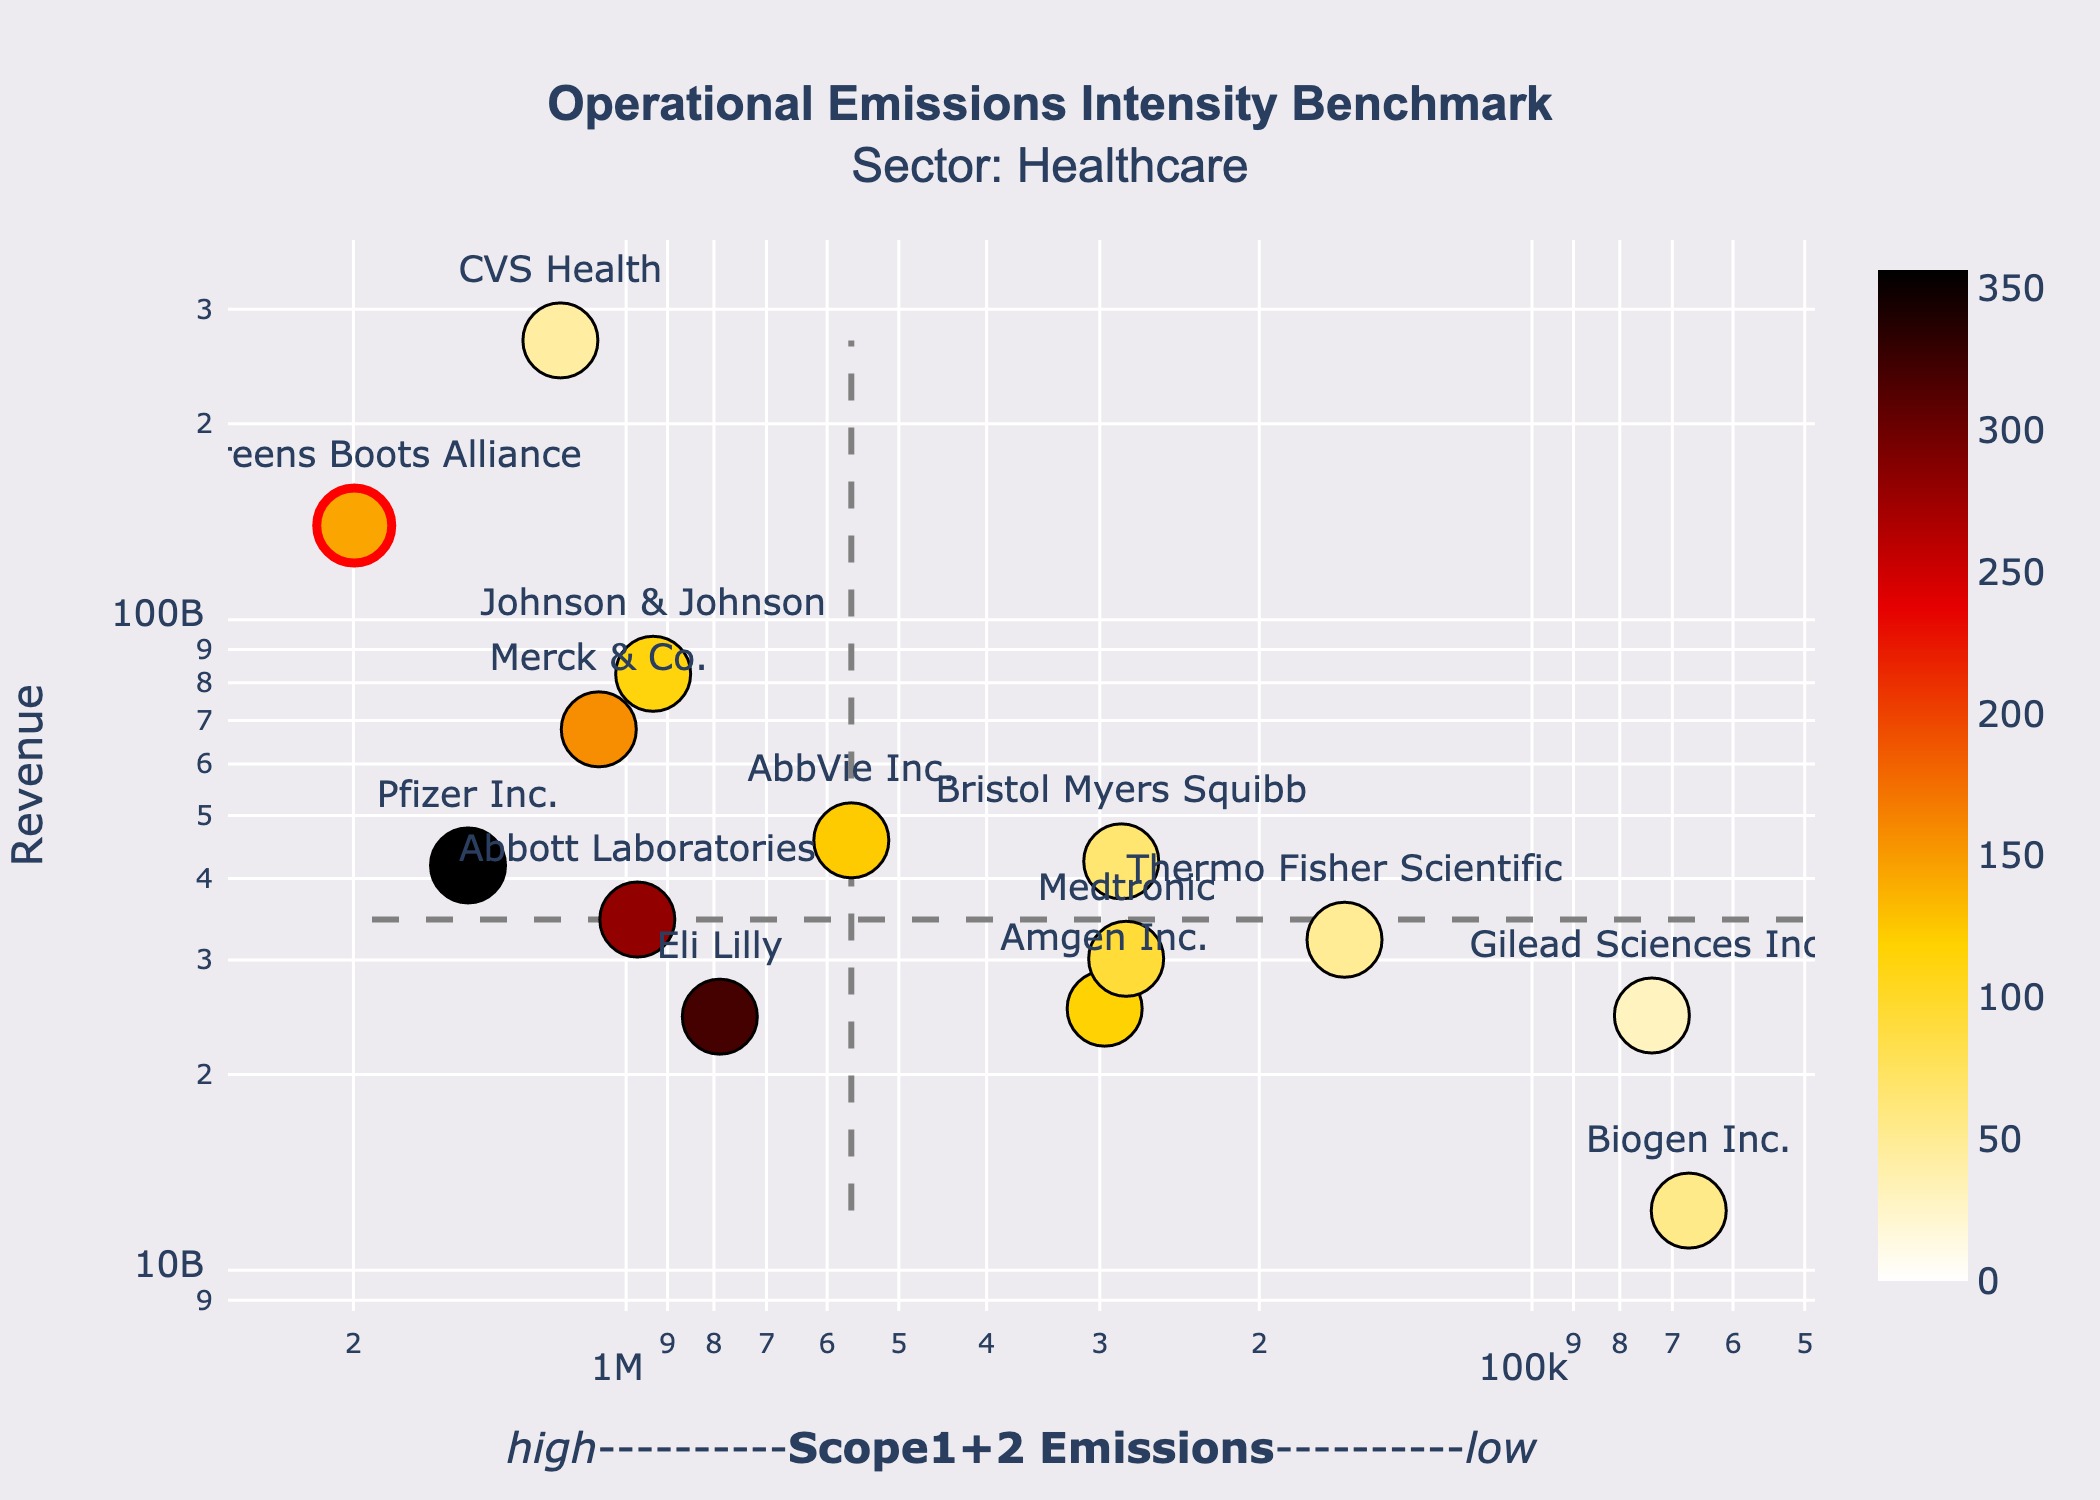 Operational Emissions Intensity Benchmark
Sector: Healthcare
CVS Health
reens Boots Alliance
Johnson & Johnson
Merck & Co.
AbbVie Inc.
Bristol Myers Squibb
Pfizer Inc.
Abbott Laboratories
Thermo Fisher Scientific
Medtronic
Amgen Inc.
Eli Lilly
Gilead Sciences Inc
Biogen Inc.
Revenue
3
2
100B
9
8
7
6
5
4
3
2
10B
9
2
1M
9
8
7
6
5
4
3
2
100k
9
8
7
6
5
high----------Scope1+2 Emissions----------low
350
300
250
200
150
100
50
0